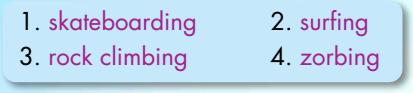 1. skateboarding 2. surfing
3. rock climbing 4. zorbing